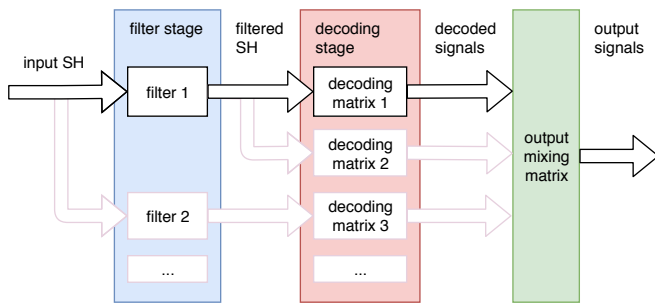 filter stage
filtered
SH
decoding
stage
decoded
signals
output
signals
input SH
filter 1
decoding
matrix 1
decoding
matrix 2
output
mixing
matrix
filter 2
decoding
matrix 3
...
...